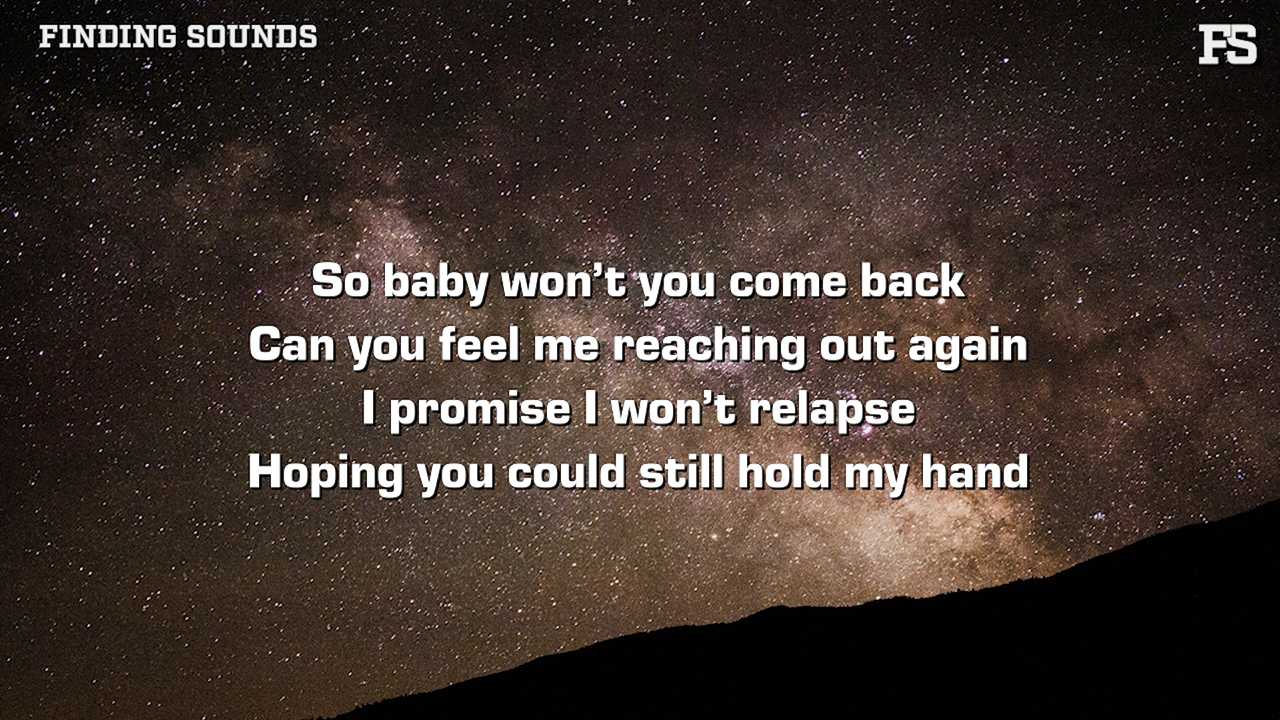 FINDING SOUNDS
FS
So baby won’t you come back
Can you feel me reaching out again
I promise I won’t relapse
Hoping you could still hold my hand